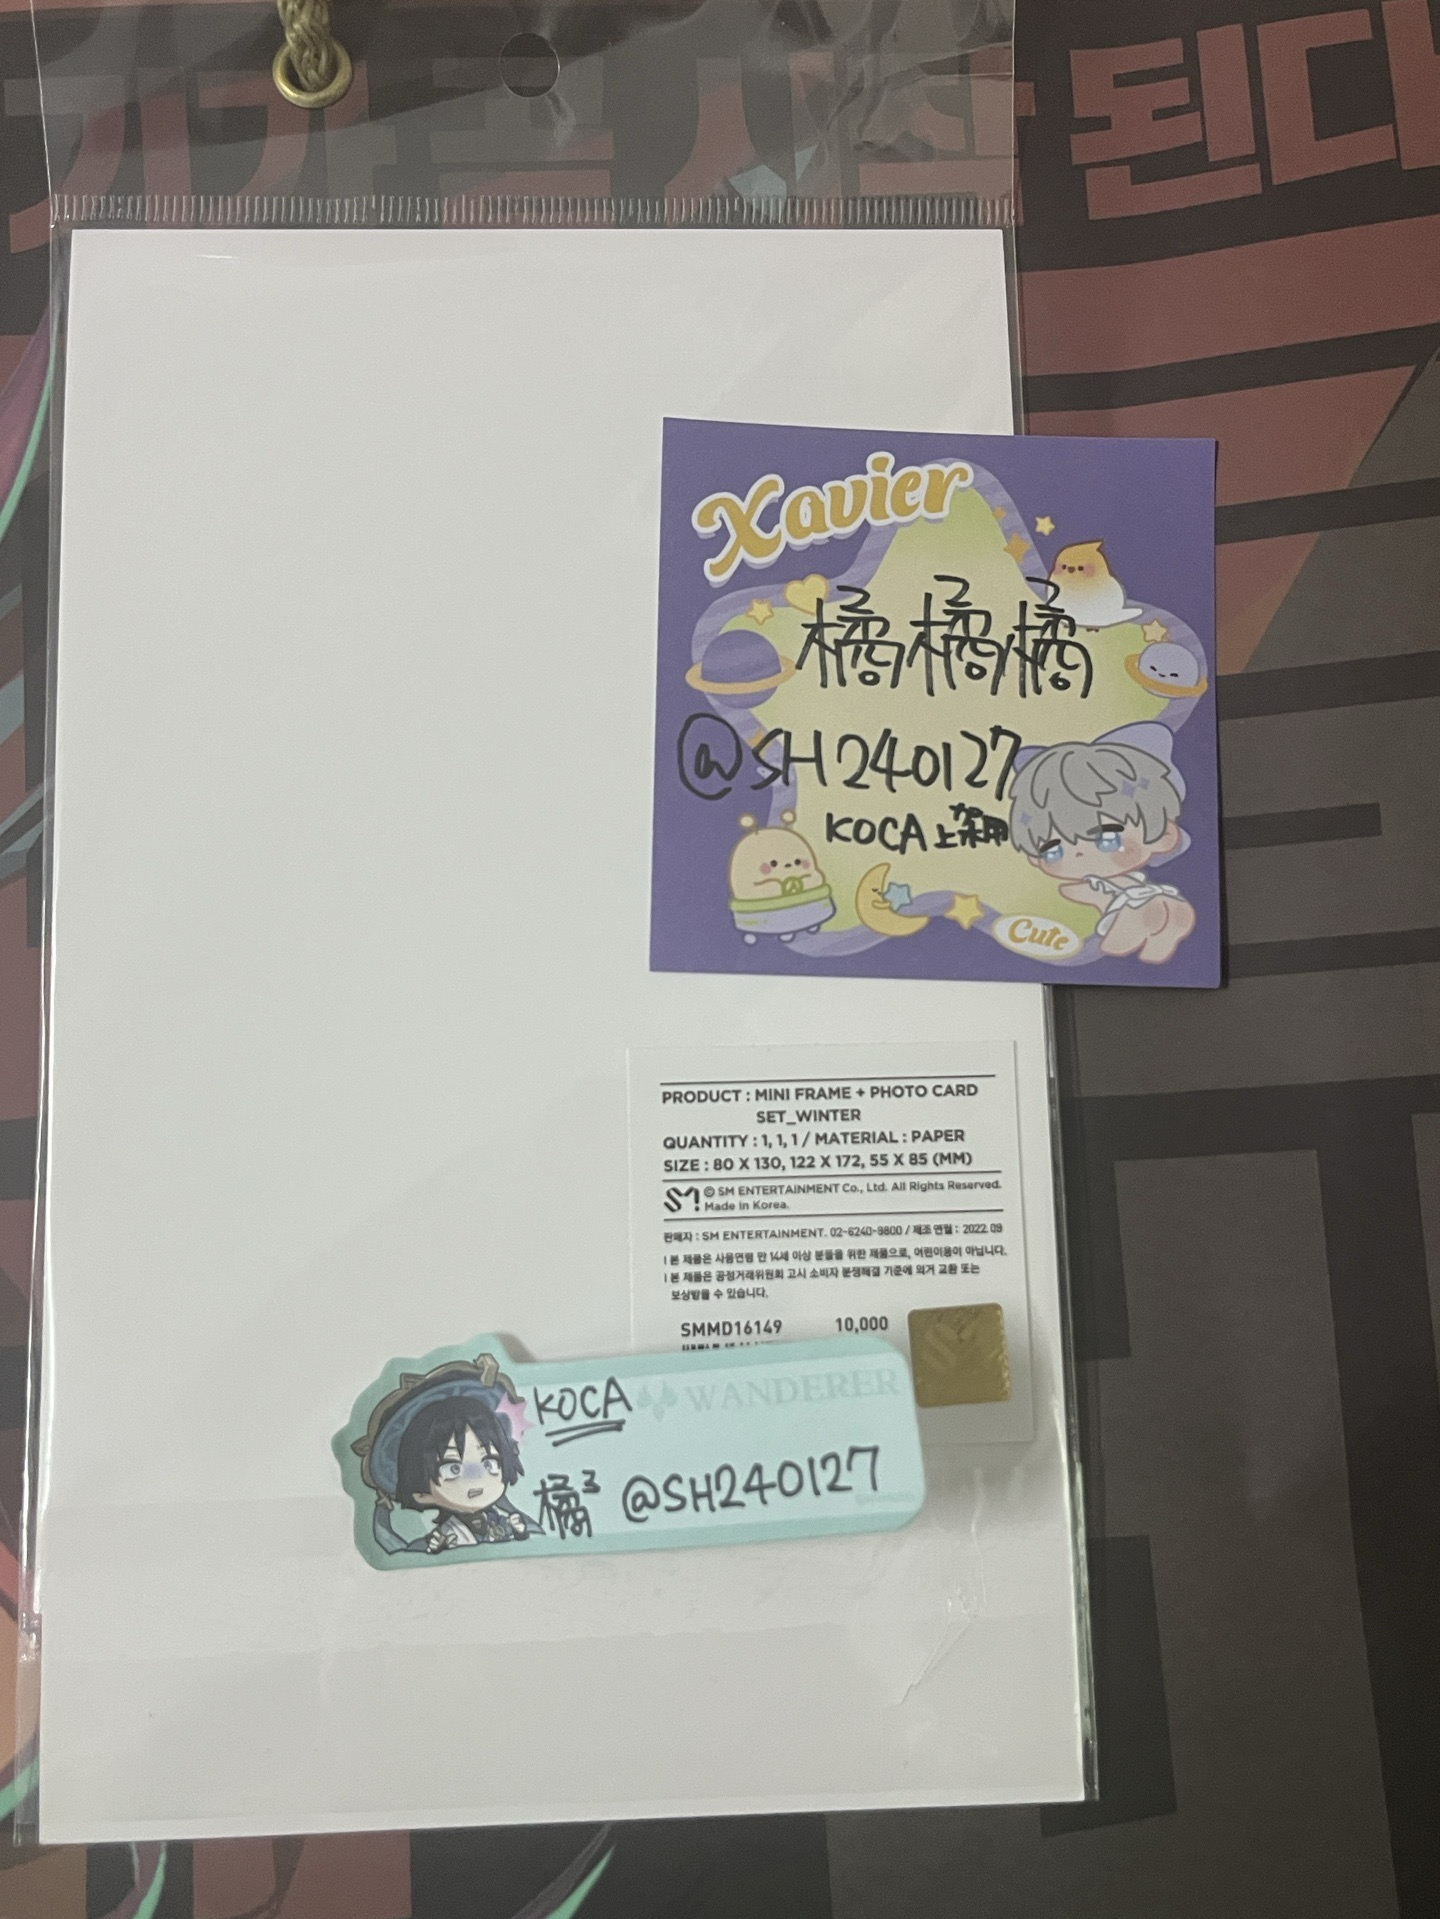 된다
Xavier
橘橘橘
@SH240127
KOCA上架用
Cute
PRODUCT : MINI FRAME + PHOTO CARD
SET_WINTER
QUANTITY : 1, 1, 1 / MATERIAL : PAPER
SIZE : 80 X 130, 122 X 172, 55 X 85 (MM)
SM © SM ENTERTAINMENT Co., Ltd. All Rights Reserved.
Made in Korea.
판매자 : SM ENTERTAINMENT. 02-6240-9800 / 제조연월 : 2022.09
| 본 제품은 사용연령 만 14세 이상 분들을 위한 제품으로, 어린이용이 아닙니다.
| 본 제품은 공정거래위원회 고시 소비자 분쟁해결 기준에 의거 교환 또는
보상받을 수 있습니다.
SMMD16149 10,000
KOCA WANDERER
橘3 @SH240127